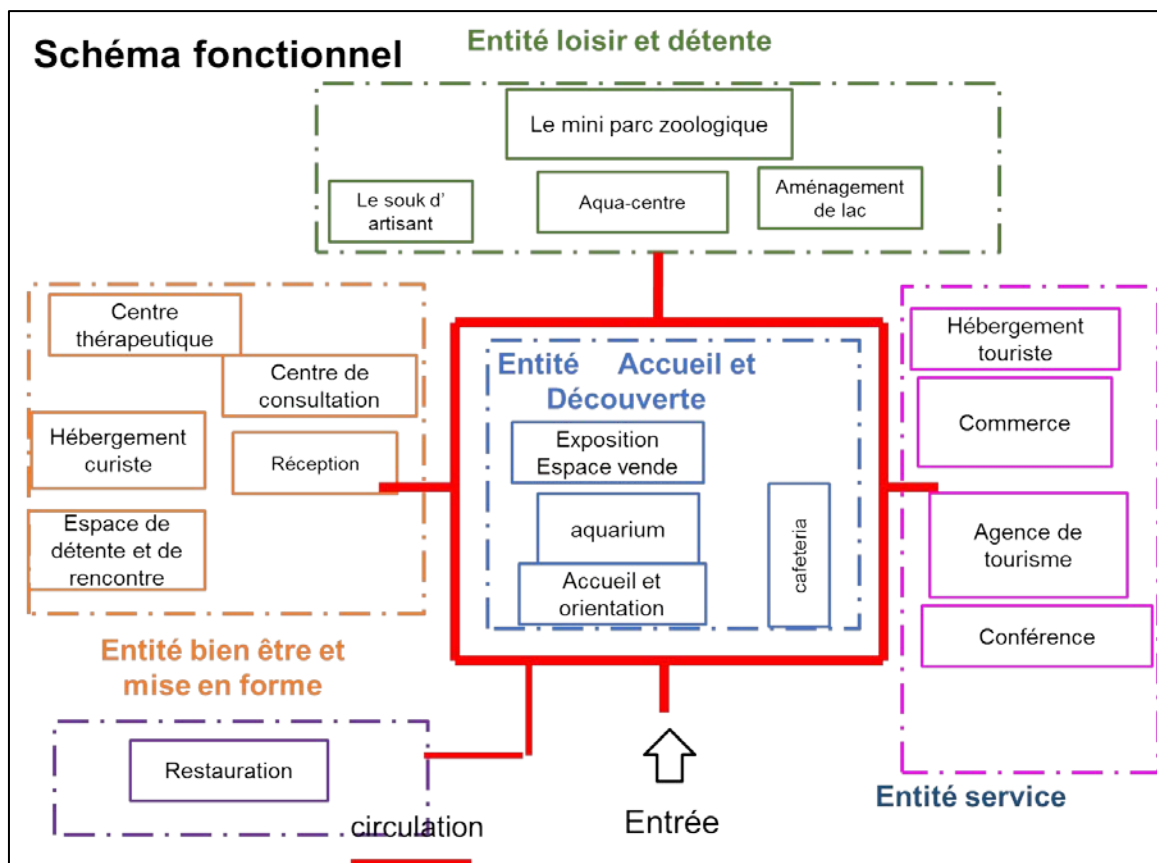 Schéma fonctionnel
Entité loisir et détente
Le mini parc zoologique
Le souk d'
artisant
Aqua-centre
Aménagement
de lac
Centre
thérapeutique
Centre de
consultation
Hébergement
curiste
Réception
Espace de
détente et de
rencontre
Entité bien être et
mise en forme
Entité Accueil et
Découverte
Exposition
Espace vende
aquarium
Accueil et
orientation
cafeteria
Hébergement
touriste
Commerce
Agence de
tourisme
Conférence
Entité service
Restauration
circulation
Entrée